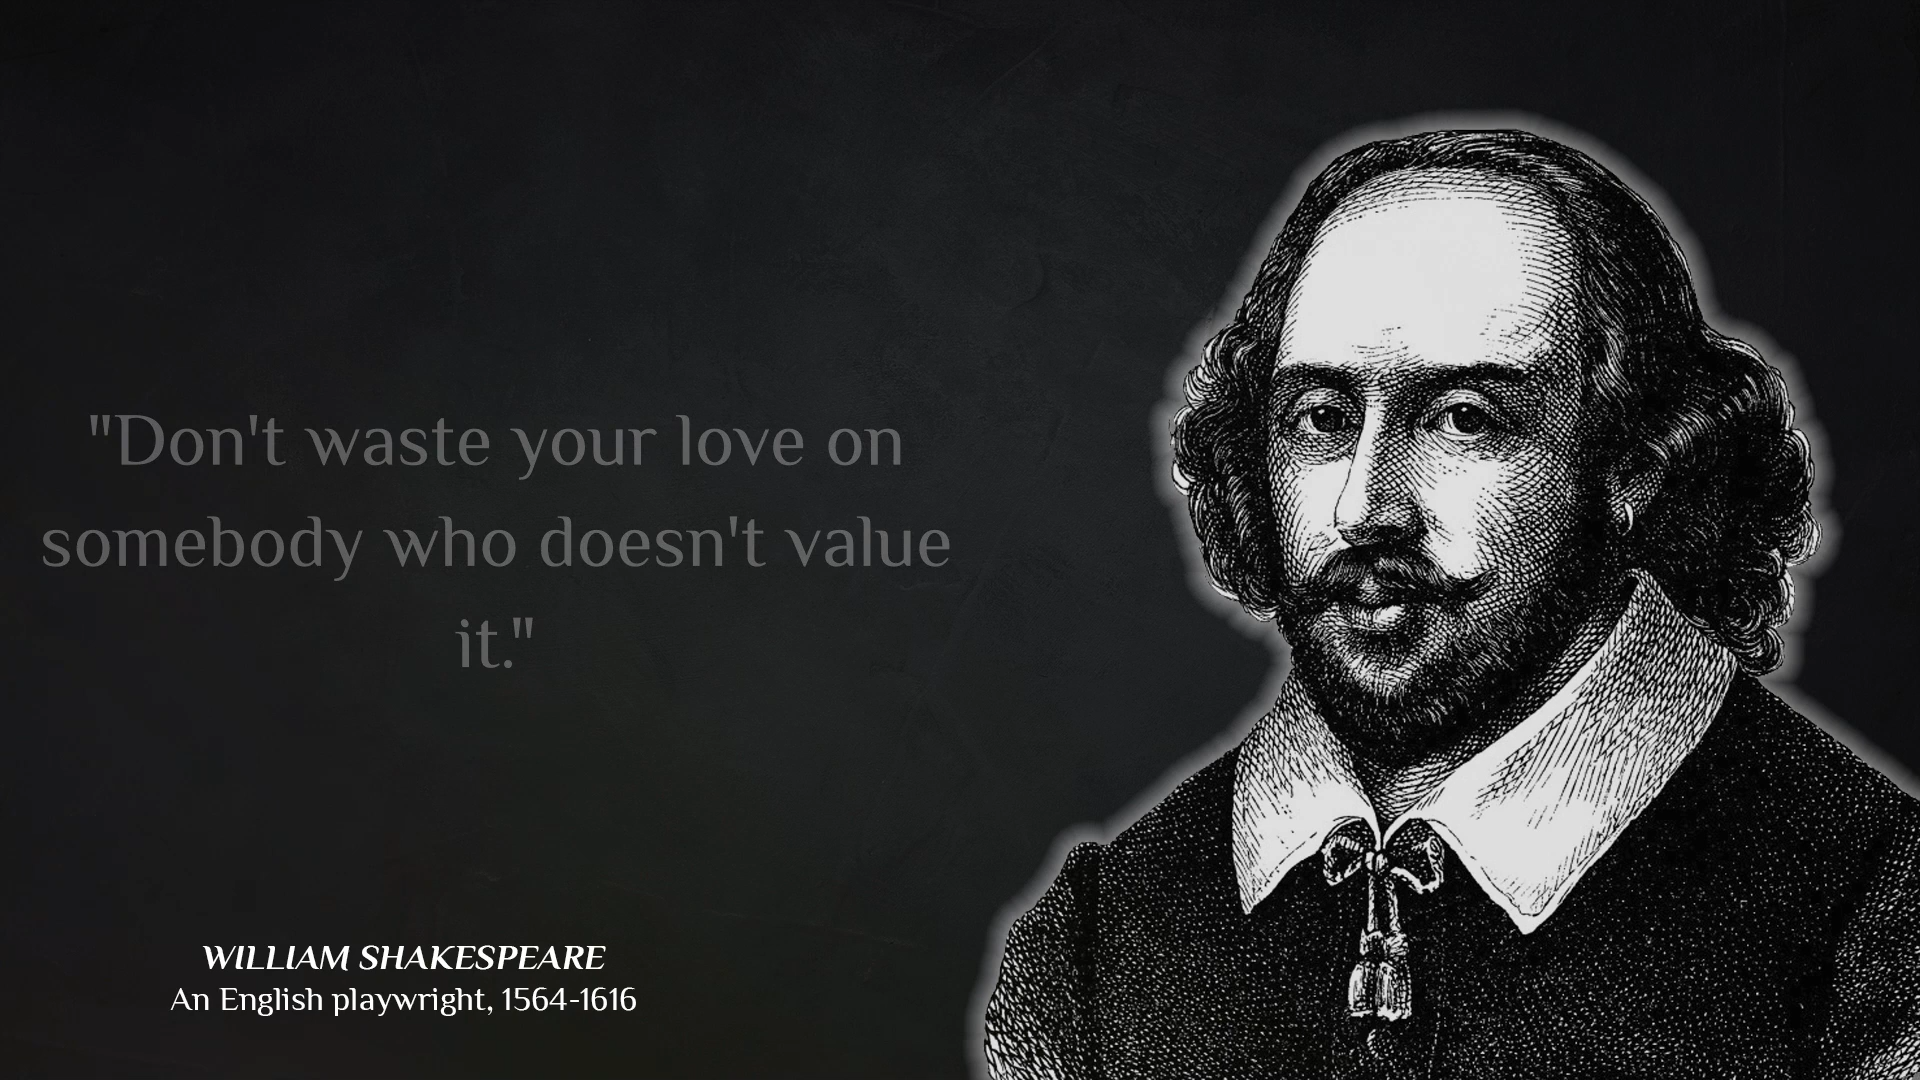 "Don't waste your love on
somebody who doesn't value
it."
WILLIAM SHAKESPEARE
An English playwright, 1564-1616